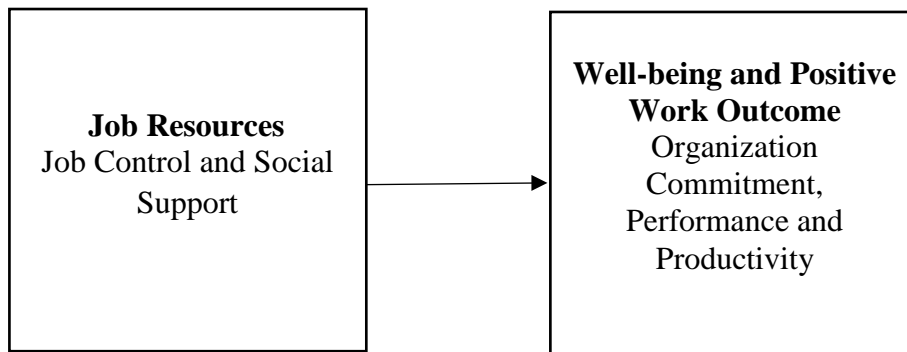 Job Resources
Job Control and Social
Support
Well-being and Positive
Work Outcome
Organization
Commitment,
Performance and
Productivity